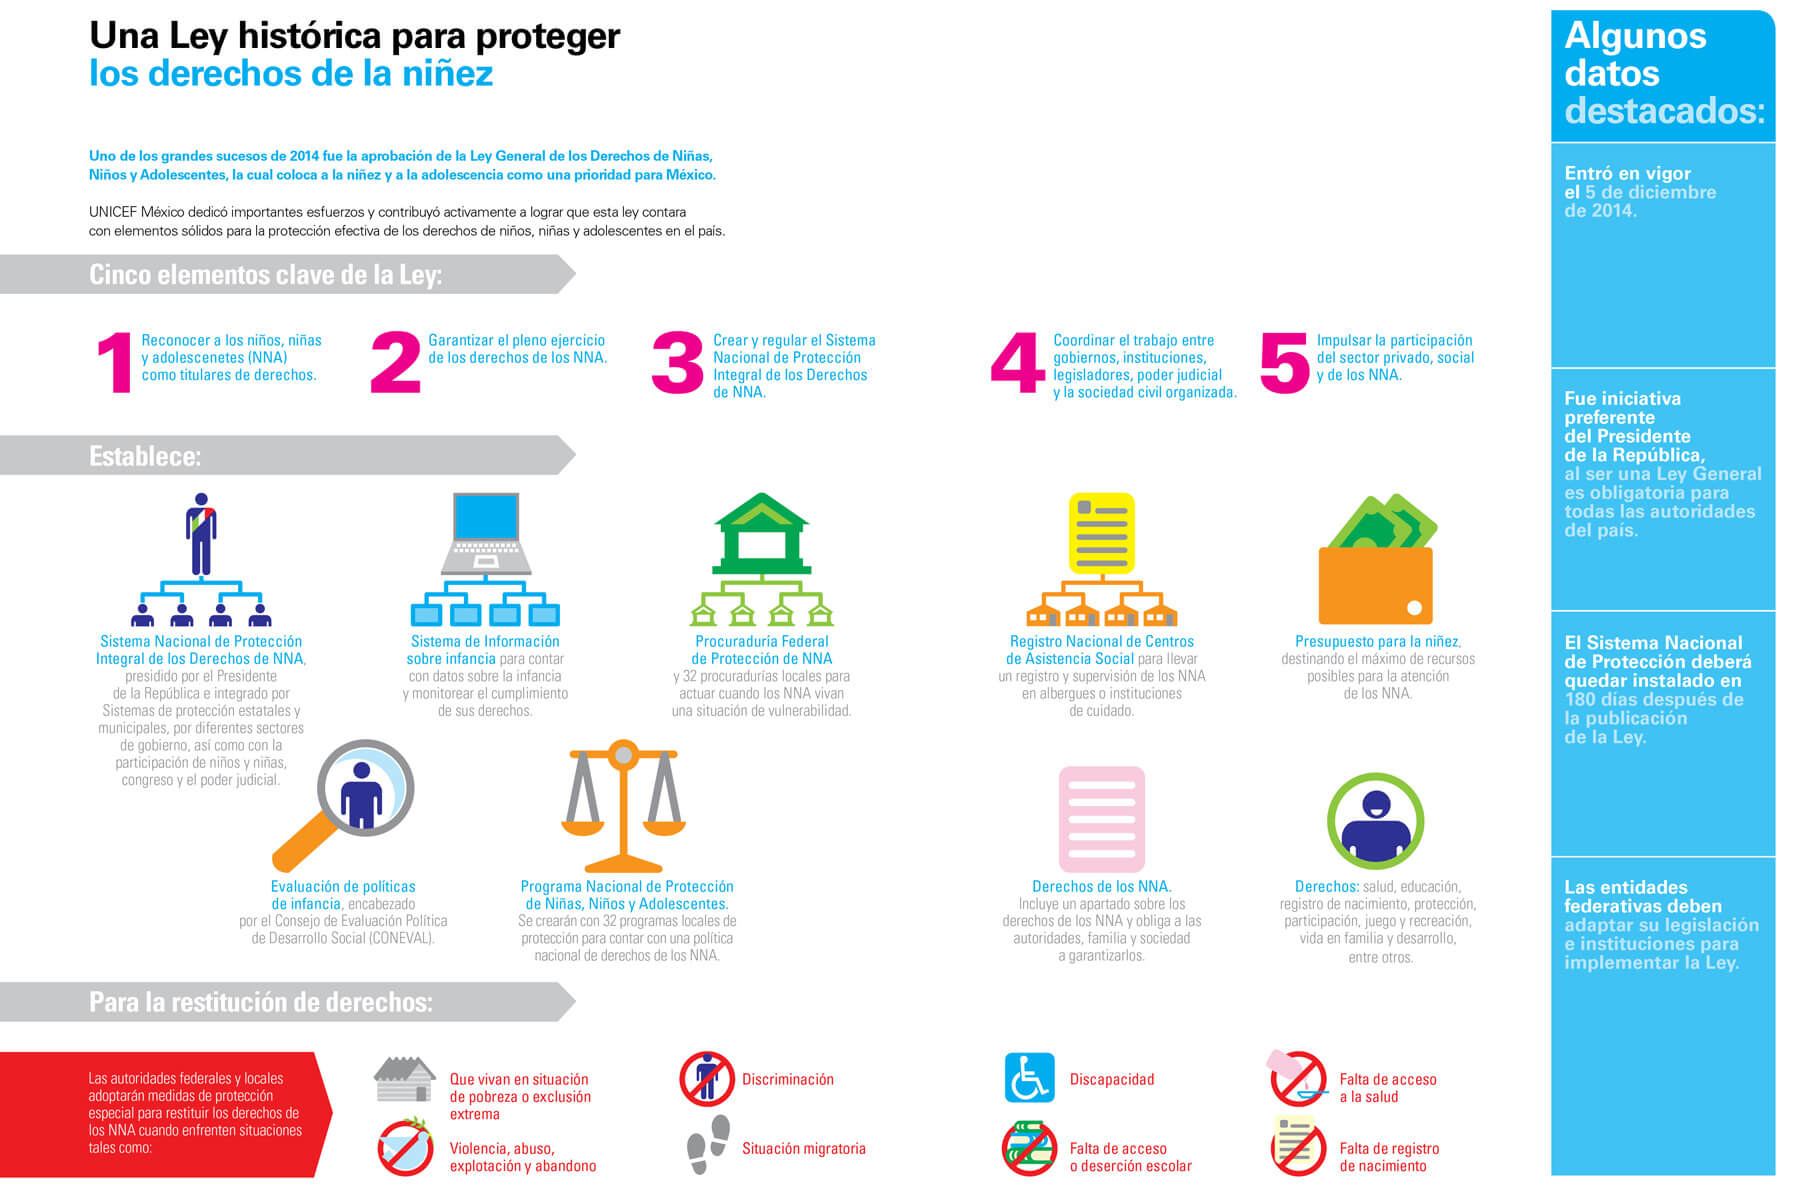 Una Ley histórica para proteger
los derechos de la niñez
Uno de los grandes sucesos de 2014 fue la aprobación de la Ley General de los Derechos de Niñas,
Niños y Adolescentes, la cual coloca a la niñez y a la adolescencia como una prioridad para México.
UNICEF México dedicó importantes esfuerzos y contribuyó activamente a lograr que esta ley contara
con elementos sólidos para la protección efectiva de los derechos de niños, niñas y adolescentes en el país.
Cinco elementos clave de la Ley:
1
Reconocer a los niños, niñas
y adolescenetes (NNA)
como titulares de derechos.
2
Garantizar el pleno ejercicio
de los derechos de los NNA.
3
Crear y regular el Sistema
Nacional de Protección
Integral de los Derechos
de NNA.
4
Coordinar el trabajo entre
gobiernos, instituciones,
legisladores, poder judicial
y la sociedad civil organizada.
5
Impulsar la participación
del sector privado, social
y de los NNA.
Establece:
Sistema Nacional de Protección
Integral de los Derechos de NNA,
presidido por el Presidente
de la República e integrado por
Sistemas de protección estatales y
municipales, por diferentes sectores
de gobierno, así como con la
participación de niños y niñas,
congreso y el poder judicial.
Sistema de Información
sobre infancia para contar
con datos sobre la infancia
y monitorear el cumplimiento
de sus derechos.
Procuraduría Federal
de Protección de NNA
y 32 procuradurías locales para
actuar cuando los NNA vivan
una situación de vulnerabilidad.
Registro Nacional de Centros
de Asistencia Social para llevar
un registro y supervisión de los NNA
en albergues o instituciones
de cuidado.
Presupuesto para la niñez,
destinando el máximo de recursos
posibles para la atención
de los NNA.
Evaluación de políticas
de infancia, encabezado
por el Consejo de Evaluación Política
de Desarrollo Social (CONEVAL).
Programa Nacional de Protección
de Niñas, Niños y Adolescentes.
Se crearán con 32 programas locales de
protección para contar con una política
nacional de derechos de los NNA.
Derechos de los NNA.
Incluye un apartado sobre los
derechos de los NNA y obliga a las
autoridades, familia y sociedad
a garantizarlos.
Derechos: salud, educación,
registro de nacimiento, protección,
participación, juego y recreación,
vida en familia y desarrollo,
entre otros.
Para la restitución de derechos:
Las autoridades federales y locales
adoptarán medidas de protección
especial para restituir los derechos de
los NNA cuando enfrenten situaciones
tales como:
Que vivan en situación
de pobreza o exclusión
extrema
Violencia, abuso,
explotación y abandono
Discriminación
Situación migratoria
Discapacidad
Falta de acceso
o deserción escolar
Falta de acceso
a la salud
Falta de registro
de nacimiento
Algunos
datos
destacados:
Entró en vigor
el 5 de diciembre
de 2014.
Fue iniciativa
preferente
del Presidente
de la República,
al ser una Ley General
es obligatoria para
todas las autoridades
del país.
El Sistema Nacional
de Protección deberá
quedar instalado en
180 días después de
la publicación
de la Ley.
Las entidades
federativas deben
adaptar su legislación
e instituciones para
implementar la Ley.